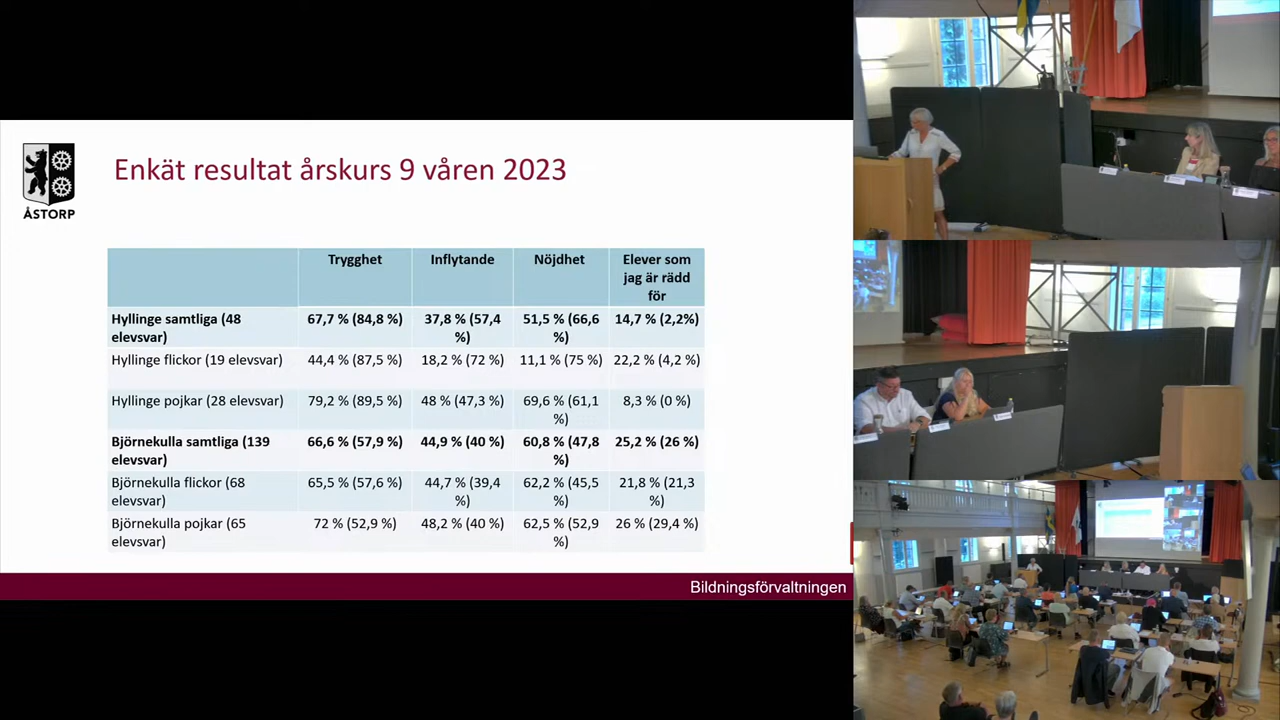 ÅSTORP
Enkät resultat årskurs 9 våren 2023
Trygghet Inflytande Nöjdhet Elever som
jag är rädd
för
Hyllinge samtliga (48 67,7 % (84,8 %) 37,8 % (57,4 51,5 % (66,6 14,7 % (2,2%)
elevsvar) %) %)
Hyllinge flickor (19 elevsvar) 44,4 % (87,5 %) 18,2 % (72 %) 11,1 % (75 %) 22,2 % (4,2 %)
Hyllinge pojkar (28 elevsvar) 79,2 % (89,5 %) 48 % (47,3 %) 69,6 % (61,1 8,3 % (0 %)
%)
Björnekulla samtliga (139 66,6 % (57,9 %) 44,9 % (40 %) 60,8 % (47,8 25,2 % (26 %)
elevsvar) %)
Björnekulla flickor (68 65,5 % (57,6 %) 44,7 % (39,4 62,2 % (45,5 21,8 % (21,3
elevsvar) %) %) %)
Björnekulla pojkar (65 72 % (52,9 %) 48,2 % (40 %) 62,5 % (52,9 26 % (29,4 %)
elevsvar) %)
Bildningsförvaltningen